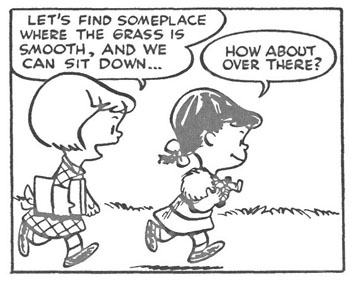 LET'S FIND SOMEPLACE
WHERE THE GRASS IS
SMOOTH, AND WE
CAN SIT DOWN...
HOW ABOUT
OVER THERE?